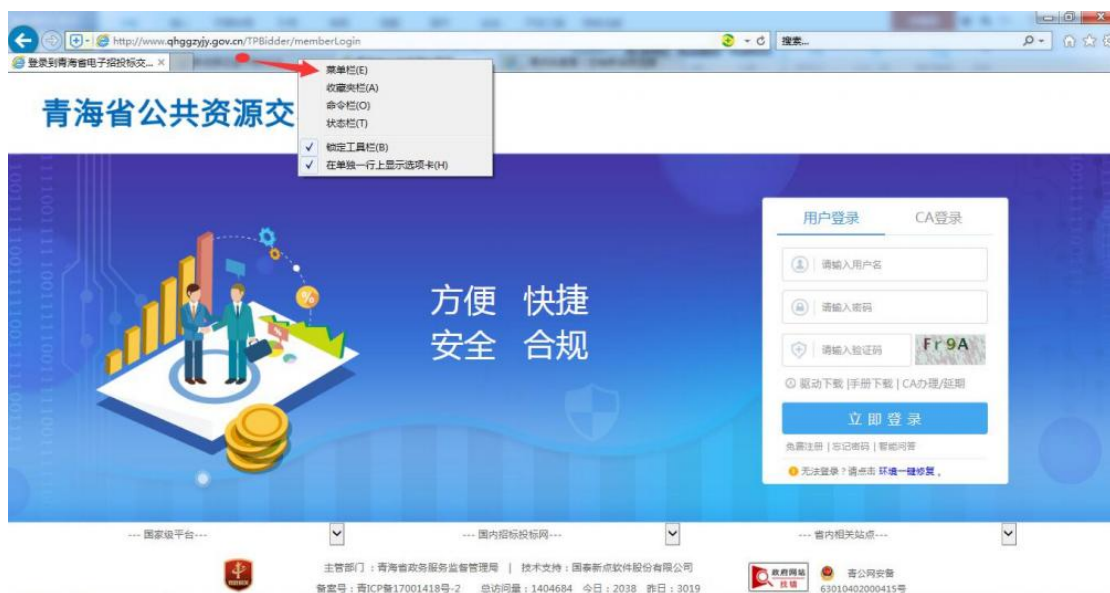 http://www.qhggzyjy.gov.cn/TPBidder/memberLogin
搜索...
登录到青海省电子招投标交... ×
菜单栏(E)
收藏夹栏(A)
命令栏(O)
状态栏(T)
✓ 锁定工具栏(B)
✓ 在单独一行上显示选项卡(H)
青海省公共资源交
方便 快捷
安全 合规
用户登录 CA登录
请输入用户名
请输入密码
请输入验证码 Fr9A
驱动下载 |手册下载 | CA办理/延期
立即登录
免费注册 | 忘记密码 | 智能问答
无法登录？请点击 环境一键修复 。
--- 国家级平台--- --- 国内招标投标网--- --- 省内相关站点---
主管部门 ：青海省政务服务监督管理局 | 技术支持：国泰新点软件股份有限公司
备案号：青ICP备17001418号-2 总访问量：1404684 今日：2038 昨日：3019
政府网站
找错
青公网安备
63010402000415号